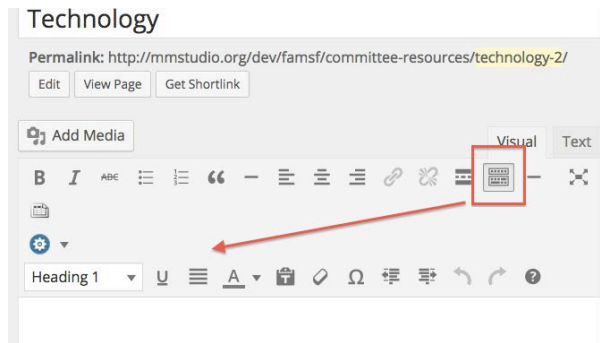 Technology
Permalink: http://mmstudio.org/dev/famsf/committee-resources/technology-2/
Edit View Page Get Shortlink
Add Media
Visual Text
B I ABE “ —
Heading 1 U A T Ω ?